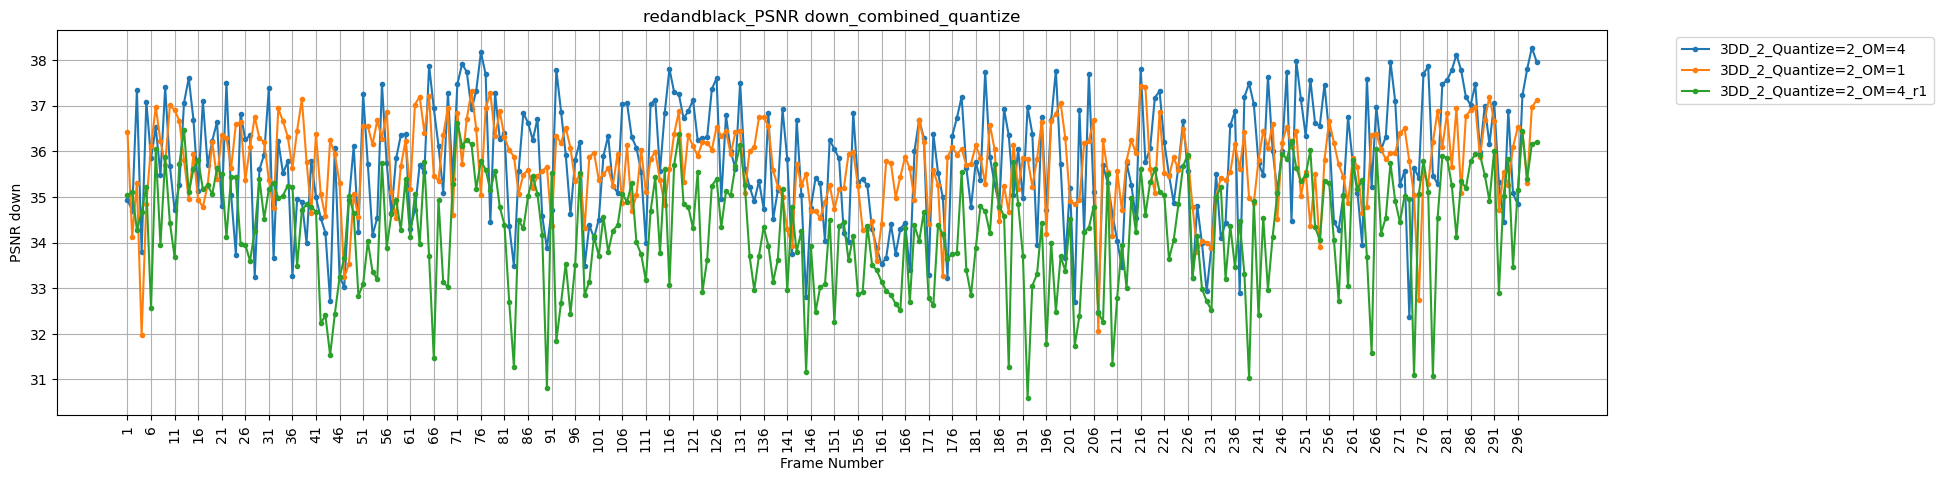 redandblack_PSNR down_combined_quantize
3DD_2_Quantize=2_OM=4
3DD_2_Quantize=2_OM=1
3DD_2_Quantize=2_OM=4_r1
PSNR down
38
37
36
35
34
33
32
31
1 6 11 16 21 26 31 36 41 46 51 56 61 66 71 76 81 86 91 96 101 106 111 116 121 126 131 136 141 146 151 156 161 166 171 176 181 186 191 196 201 206 211 216 221 226 231 236 241 246 251 256 261 266 271 276 281 286 291 296
Frame Number